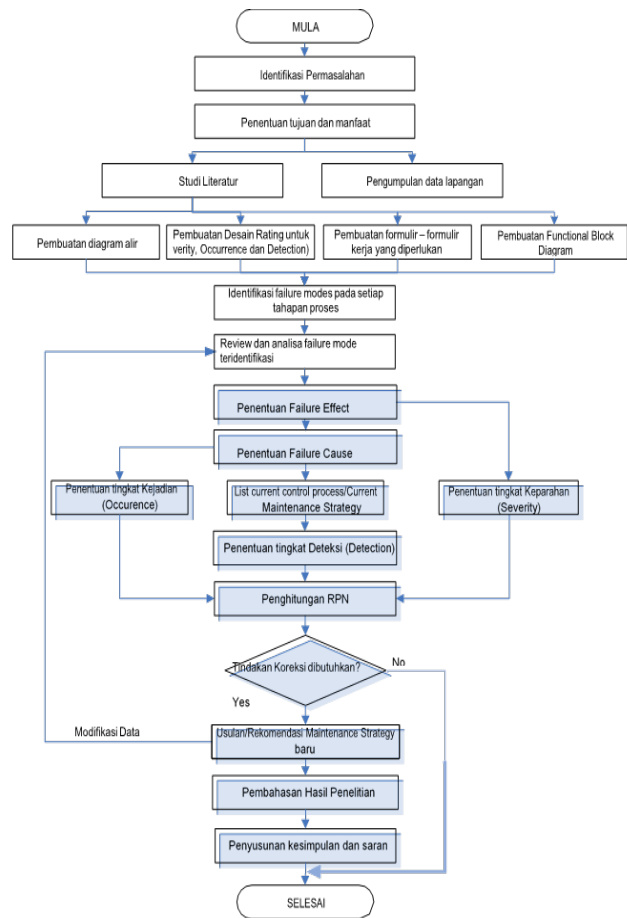 MULA
Identifikasi Permasalahan
Penentuan tujuan dan manfaat
Studi Literatur
Pengumpulan data lapangan
Pembuatan diagram alir
Pembuatan Desain Rating untuk
verity, Occurrence dan Detection)
Pembuatan formulir – formulir
kerja yang diperlukan
Pembuatan Functional Block
Diagram
Identifikasi failure modes pada setiap
tahapan proses
Review dan analisa failure mode
teridentifikasi
Penentuan Failure Effect
Penentuan Failure Cause
Penentuan tingkat Kejadian
(Occurence)
List current control process/Current
Maintenance Strategy
Penentuan tingkat Keparahan
(Severity)
Penentuan tingkat Deteksi (Detection)
Penghitungan RPN
Tindakan Koreksi dibutuhkan?
No
Yes
Modifikasi Data
Usulan/Rekomendasi Maintenance Strategy
baru
Pembahasan Hasil Penelitian
Penyusunan kesimpulan dan saran
SELESAI